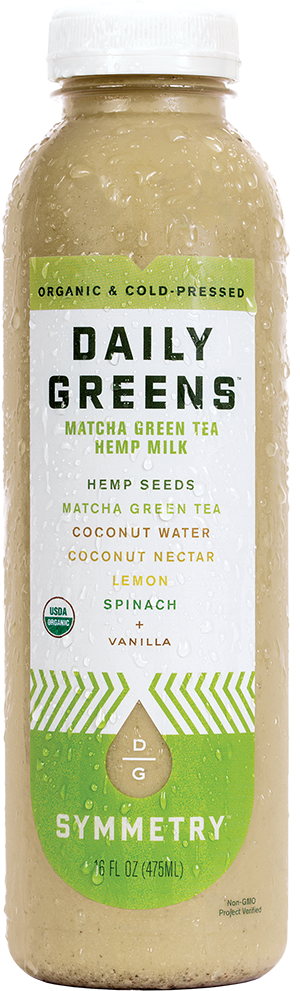 ORGANIC & COLD-PRESSED
DAILY
GREENS™
MATCHA GREEN TEA
HEMP MILK
HEMP SEEDS
MATCHA GREEN TEA
COCONUT WATER
COCONUT NECTAR
LEMON
SPINACH
+
VANILLA
USDA
ORGANIC
D
G
SYMMETRY™
16 FL OZ (475ML)
Non-GMO
Project Verified